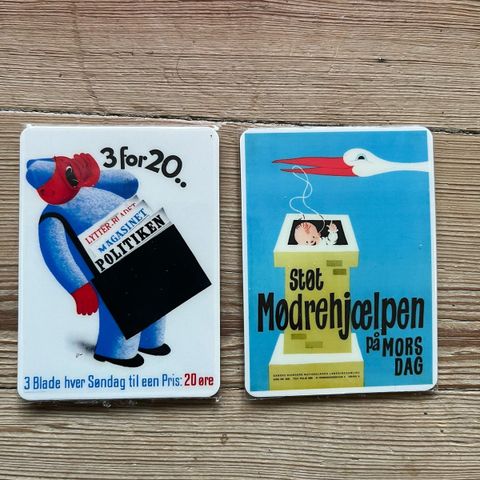 3 for 20..
LYTTER-BLADET
MAGASINET
POLITIKEN
3 Blade hver Søndag til een Pris: 20 øre
støt
Mødrehjælpen
på MORS
DAG